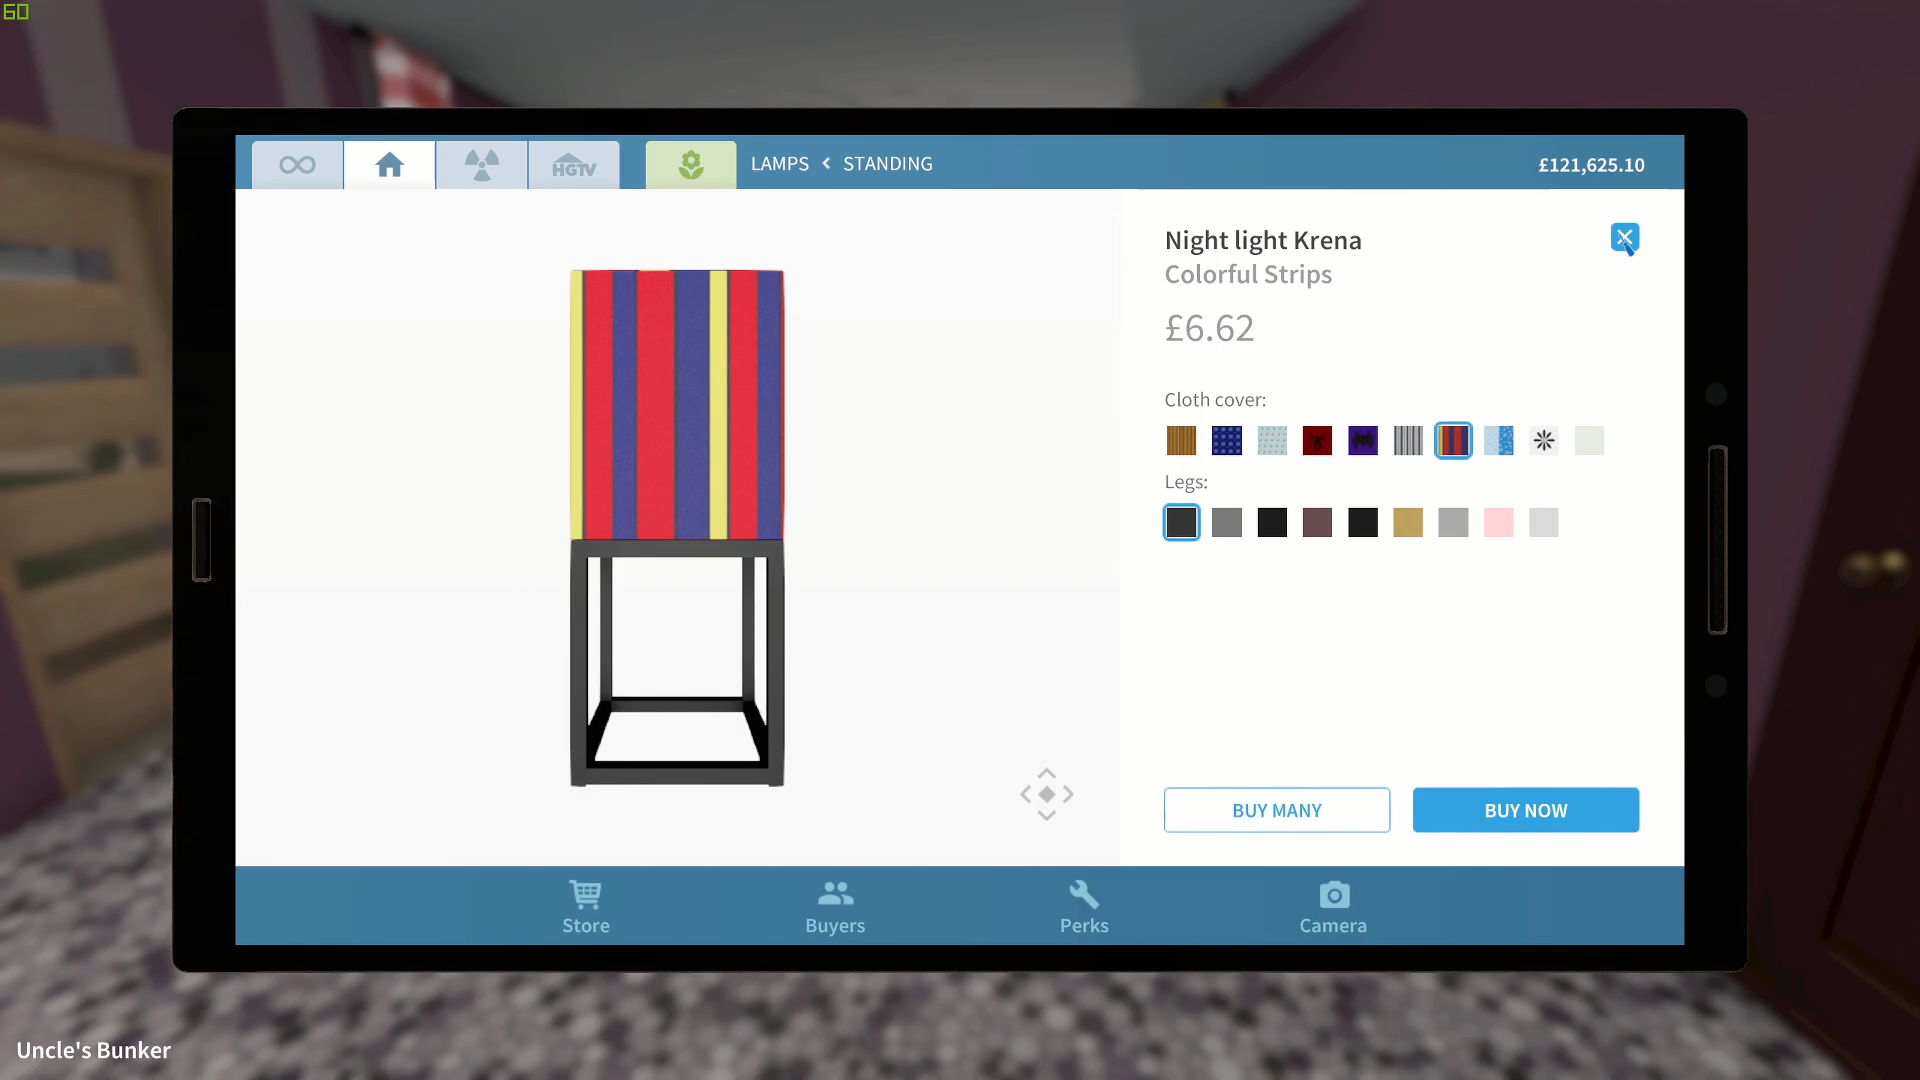 60
HGTV
LAMPS < STANDING
£121,625.10
Night light Krena
Colorful Strips
£6.62
Cloth cover:
Legs:
BUY MANY
BUY NOW
Store
Buyers
Perks
Camera
Uncle's Bunker